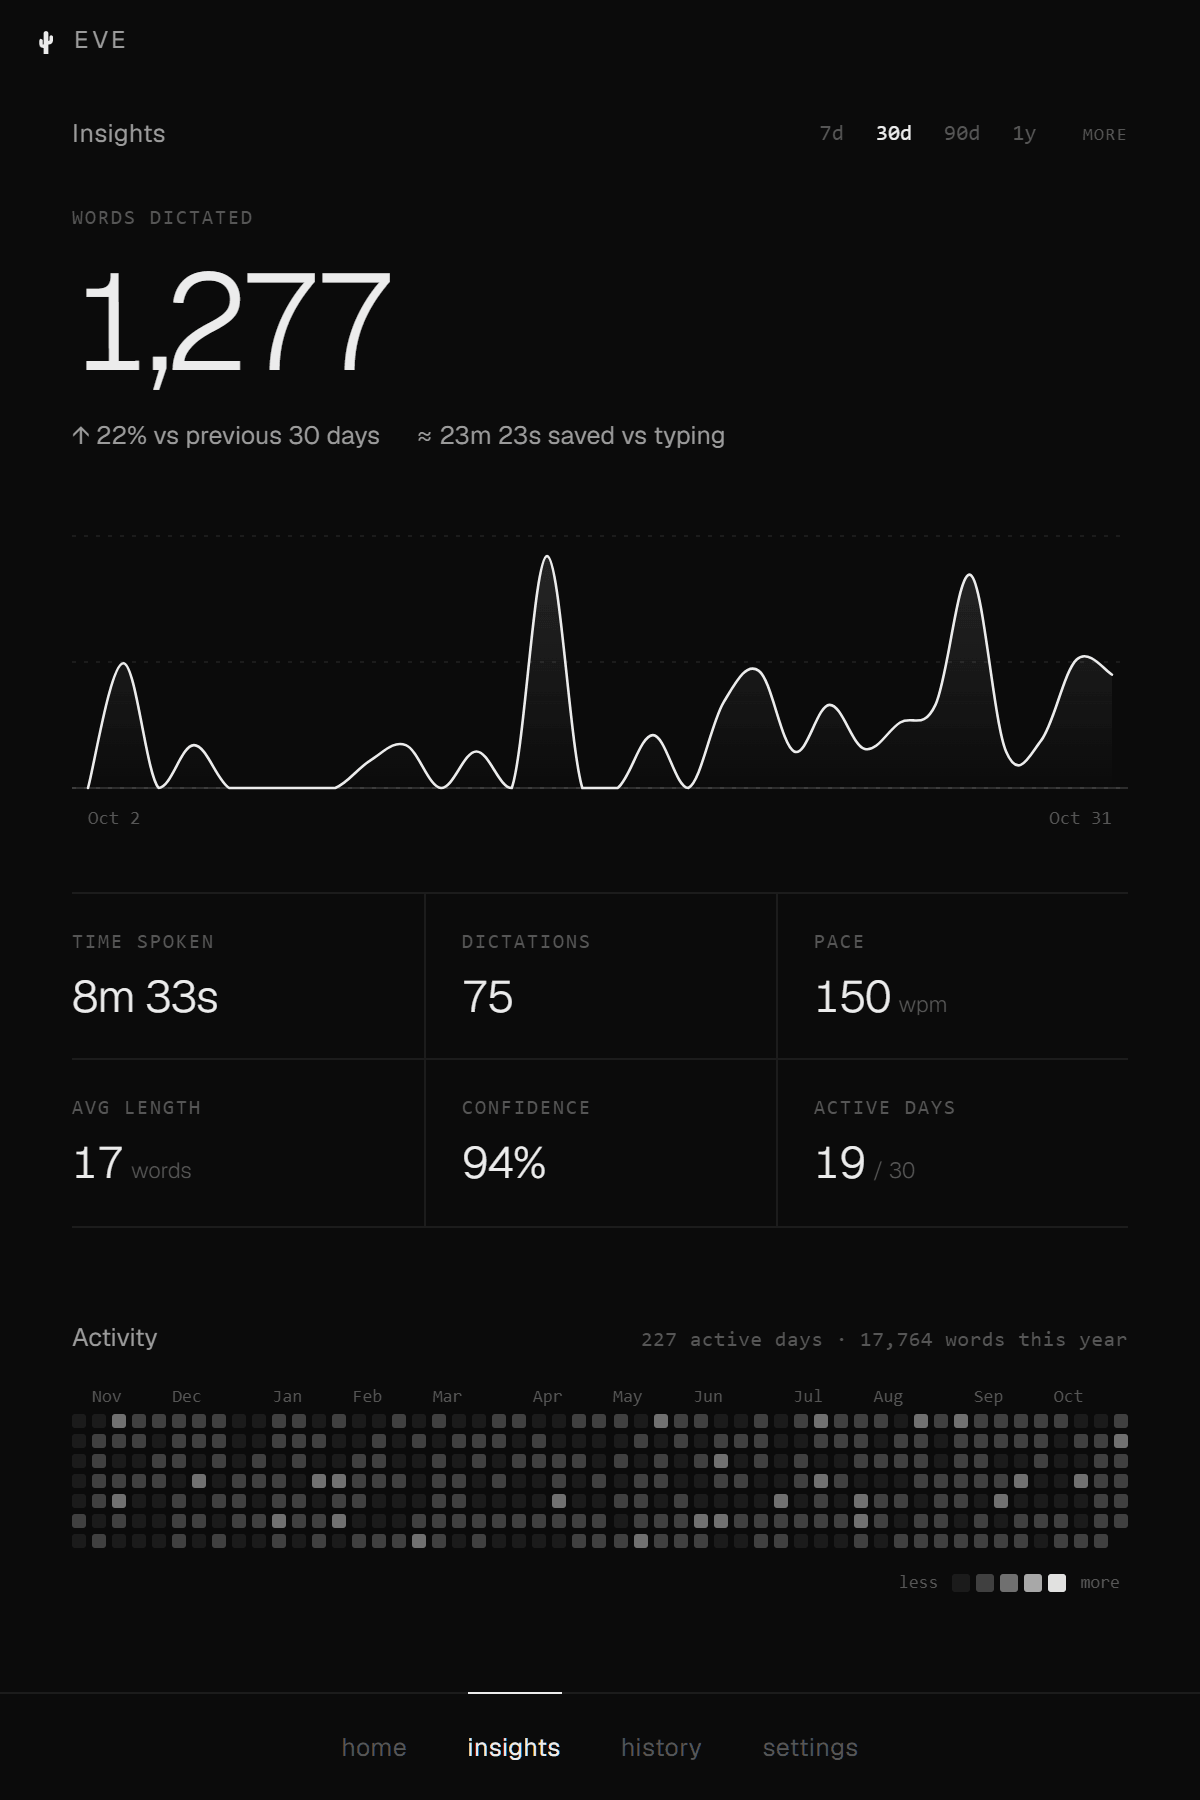 EVE
Insights 7d 30d 90d 1y MORE
WORDS DICTATED
1,277
↑ 22% vs previous 30 days ≈ 23m 23s saved vs typing
Oct 2 Oct 31
TIME SPOKEN DICTATIONS PACE
8m 33s 75 150 wpm
AVG LENGTH CONFIDENCE ACTIVE DAYS
17 words 94% 19 / 30
Activity 227 active days · 17,764 words this year
Nov Dec Jan Feb Mar Apr May Jun Jul Aug Sep Oct
less more
home insights history settings